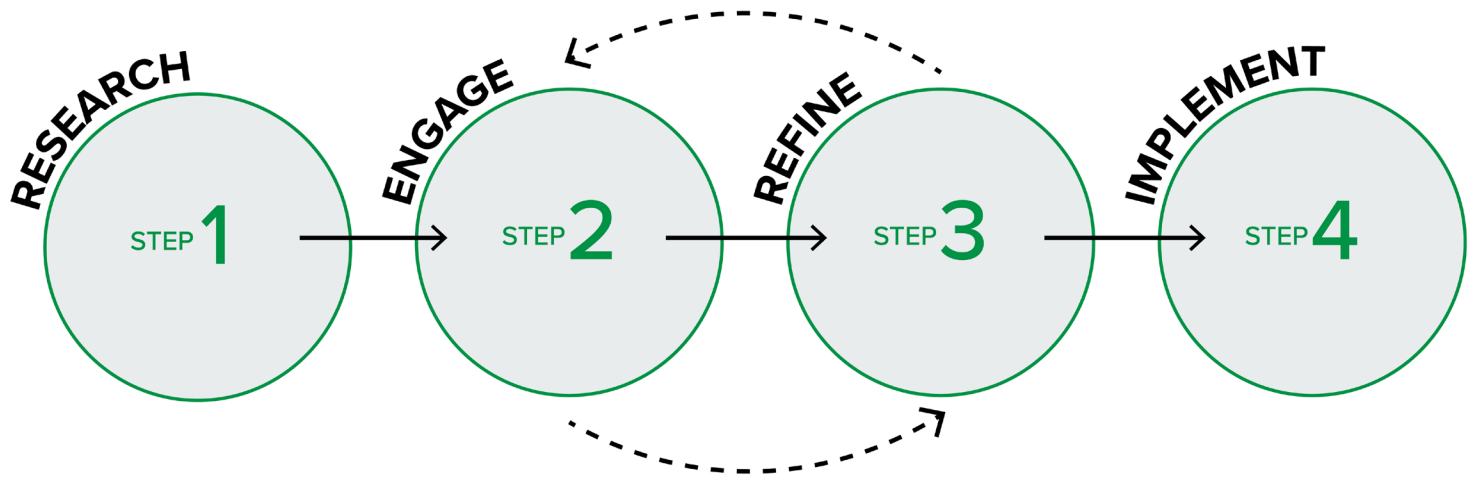 RESEARCH
STEP 1
ENGAGE
STEP 2
REFINE
STEP 3
IMPLEMENT
STEP 4